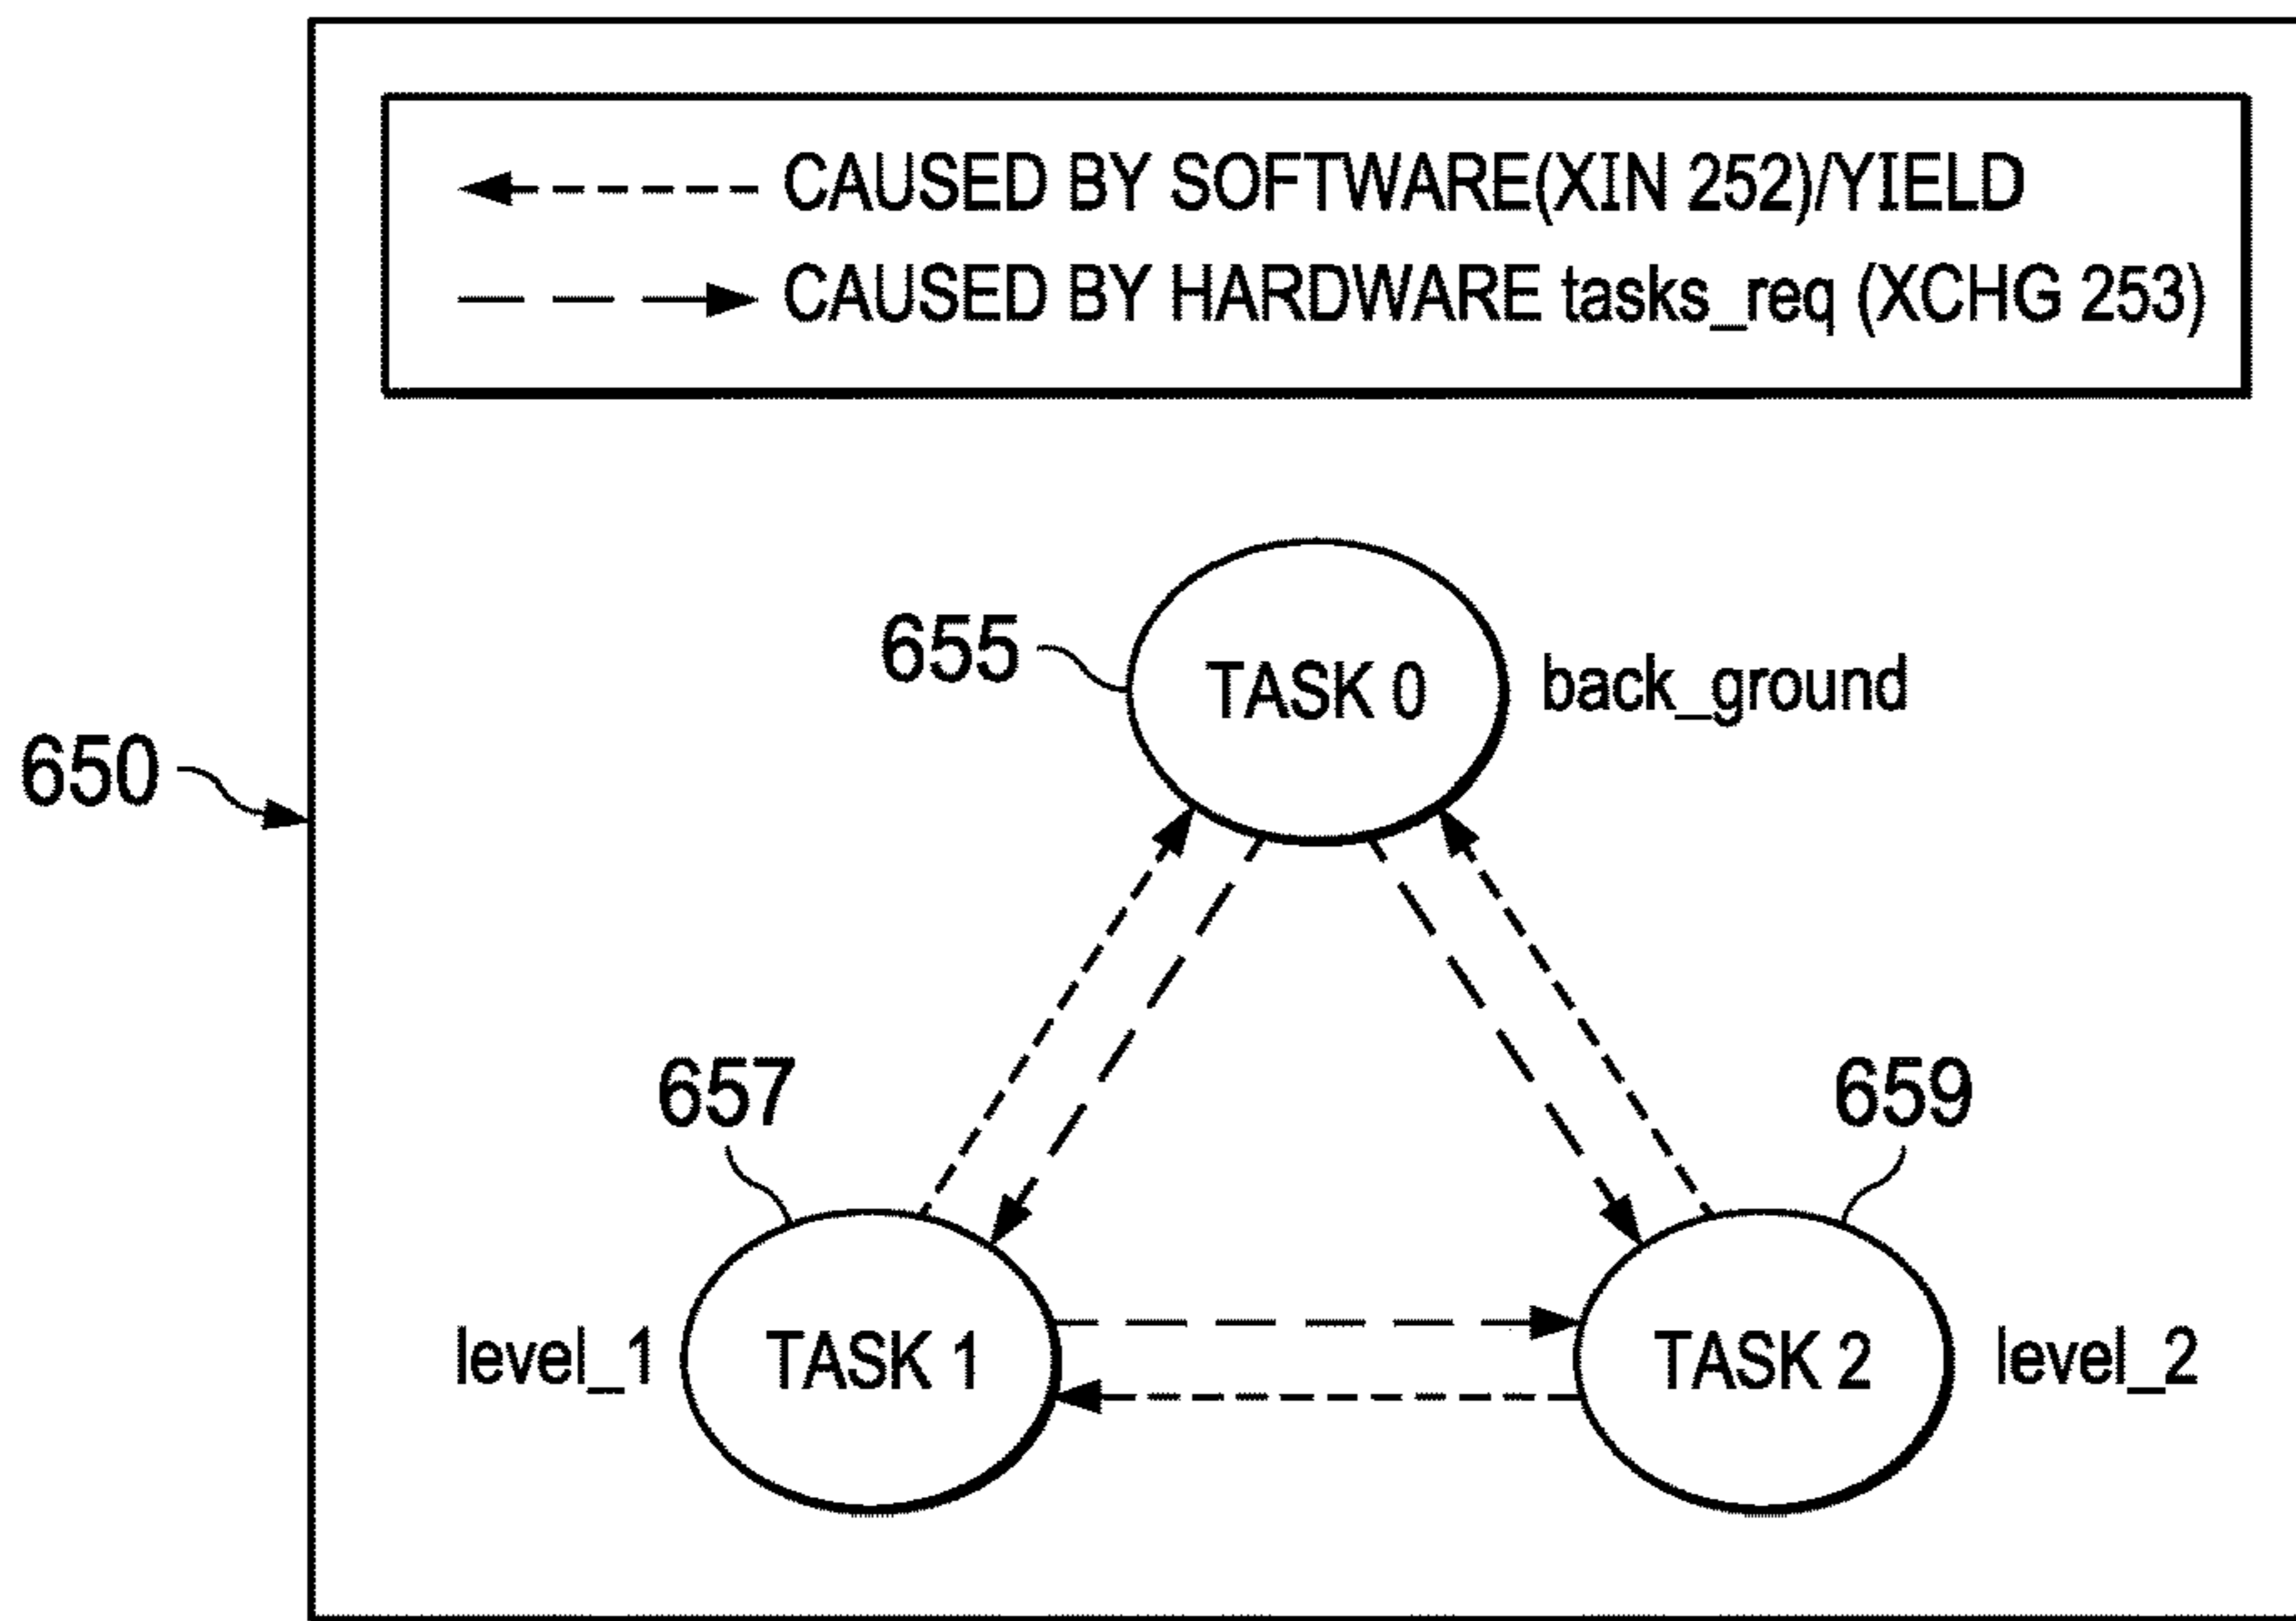 CAUSED BY SOFTWARE(XIN 252)/YIELD
CAUSED BY HARDWARE tasks_req (XCHG 253)
655
TASK 0
back_ground
650
657
659
level_1
TASK 1
TASK 2
level_2